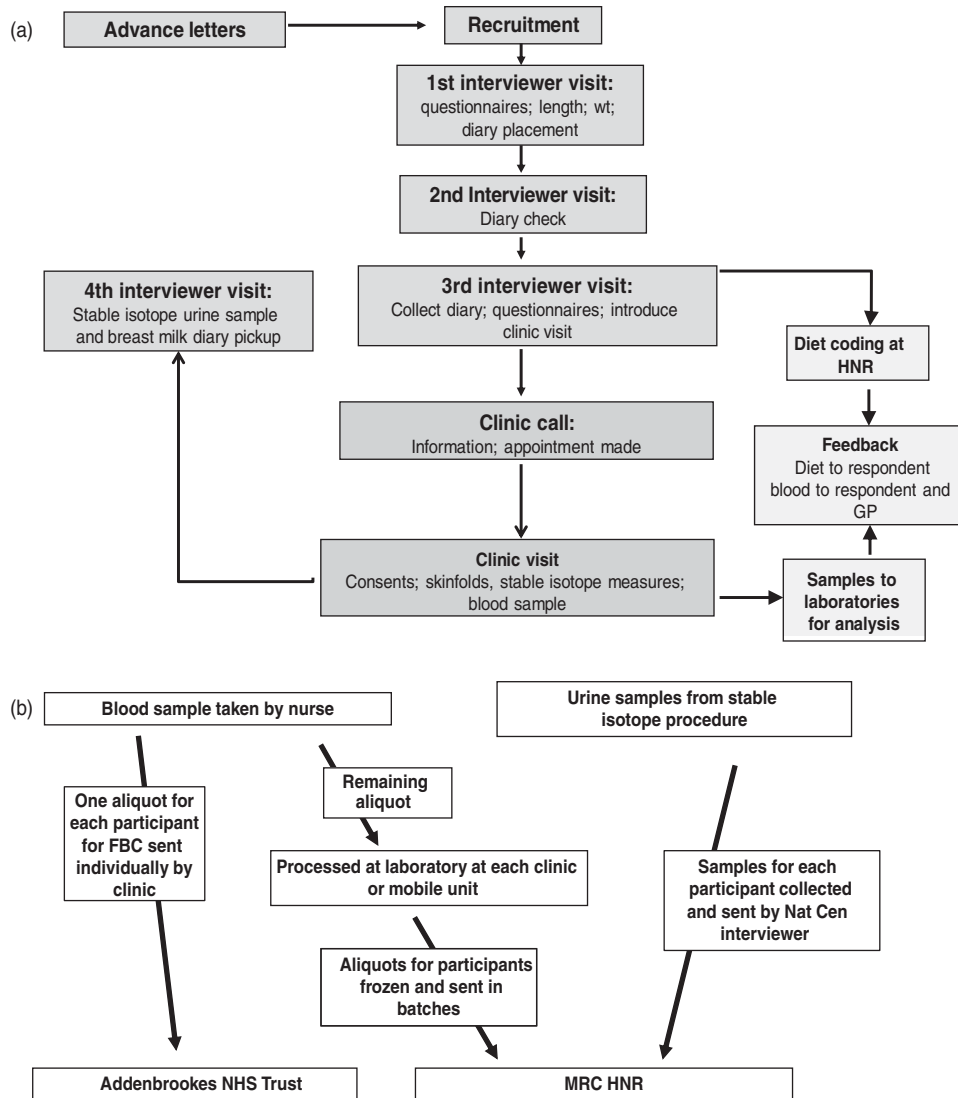 (a)
Advance letters
Recruitment
1st interviewer visit:
questionnaires; length; wt;
diary placement
2nd Interviewer visit:
Diary check
4th interviewer visit:
Stable isotope urine sample
and breast milk diary pickup
3rd interviewer visit:
Collect diary; questionnaires; introduce
clinic visit
Diet coding at
HNR
Clinic call:
Information; appointment made
Feedback
Diet to respondent
blood to respondent and
GP
Clinic visit
Consents; skinfolds, stable isotope measures;
blood sample
Samples to
laboratories
for analysis
(b)
Blood sample taken by nurse
Urine samples from stable
isotope procedure
One aliquot for
each participant
for FBC sent
individually by
clinic
Remaining
aliquot
Processed at laboratory at each clinic
or mobile unit
Samples for each
participant collected
and sent by Nat Cen
interviewer
Aliquots for participants
frozen and sent in
batches
Addenbrookes NHS Trust
MRC HNR